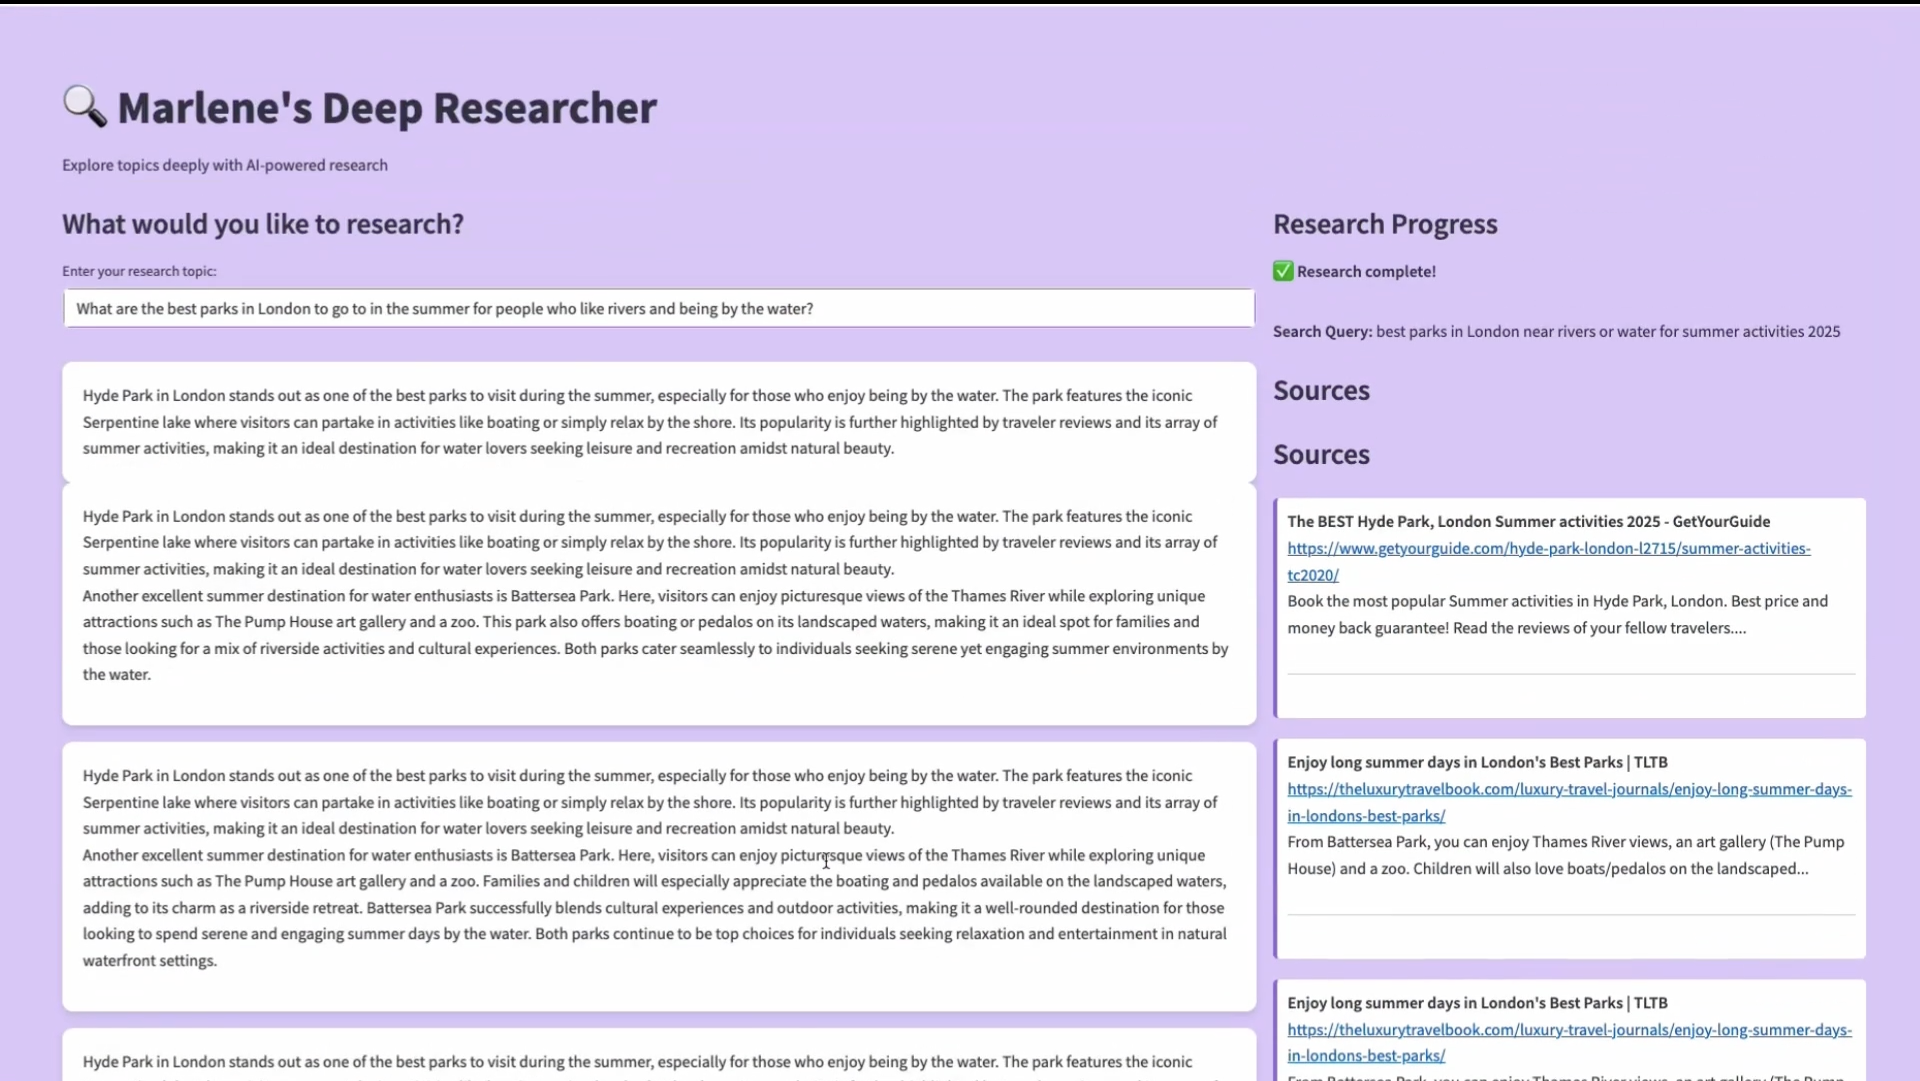 🔍 Marlene's Deep Researcher
Explore topics deeply with AI-powered research
What would you like to research?
Enter your research topic:
What are the best parks in London to go to in the summer for people who like rivers and being by the water?
Hyde Park in London stands out as one of the best parks to visit during the summer, especially for those who enjoy being by the water. The park features the iconic
Serpentine lake where visitors can partake in activities like boating or simply relax by the shore. Its popularity is further highlighted by traveler reviews and its array of
summer activities, making it an ideal destination for water lovers seeking leisure and recreation amidst natural beauty.
Hyde Park in London stands out as one of the best parks to visit during the summer, especially for those who enjoy being by the water. The park features the iconic
Serpentine lake where visitors can partake in activities like boating or simply relax by the shore. Its popularity is further highlighted by traveler reviews and its array of
summer activities, making it an ideal destination for water lovers seeking leisure and recreation amidst natural beauty.
Another excellent summer destination for water enthusiasts is Battersea Park. Here, visitors can enjoy picturesque views of the Thames River while exploring unique
attractions such as The Pump House art gallery and a zoo. This park also offers boating or pedalos on its landscaped waters, making it an ideal spot for families and
those looking for a mix of riverside activities and cultural experiences. Both parks cater seamlessly to individuals seeking serene yet engaging summer environments by
the water.
Hyde Park in London stands out as one of the best parks to visit during the summer, especially for those who enjoy being by the water. The park features the iconic
Serpentine lake where visitors can partake in activities like boating or simply relax by the shore. Its popularity is further highlighted by traveler reviews and its array of
summer activities, making it an ideal destination for water lovers seeking leisure and recreation amidst natural beauty.
Another excellent summer destination for water enthusiasts is Battersea Park. Here, visitors can enjoy picturesque views of the Thames River while exploring unique
attractions such as The Pump House art gallery and a zoo. Families and children will especially appreciate the boating and pedalos available on the landscaped waters,
adding to its charm as a riverside retreat. Battersea Park successfully blends cultural experiences and outdoor activities, making it a well-rounded destination for those
looking to spend serene and engaging summer days by the water. Both parks continue to be top choices for individuals seeking relaxation and entertainment in natural
waterfront settings.
Hyde Park in London stands out as one of the best parks to visit during the summer, especially for those who enjoy being by the water. The park features the iconic
Research Progress
✅ Research complete!
Search Query: best parks in London near rivers or water for summer activities 2025
Sources
Sources
The BEST Hyde Park, London Summer activities 2025 - GetYourGuide
https://www.getyourguide.com/hyde-park-london-l2715/summer-activities-
tc2020/
Book the most popular Summer activities in Hyde Park, London. Best price and
money back guarantee! Read the reviews of your fellow travelers....
Enjoy long summer days in London's Best Parks | TLTB
https://theluxurytravelbook.com/luxury-travel-journals/enjoy-long-summer-days-
in-londons-best-parks/
From Battersea Park, you can enjoy Thames River views, an art gallery (The Pump
House) and a zoo. Children will also love boats/pedalos on the landscaped...
Enjoy long summer days in London's Best Parks | TLTB
https://theluxurytravelbook.com/luxury-travel-journals/enjoy-long-summer-days-
in-londons-best-parks/